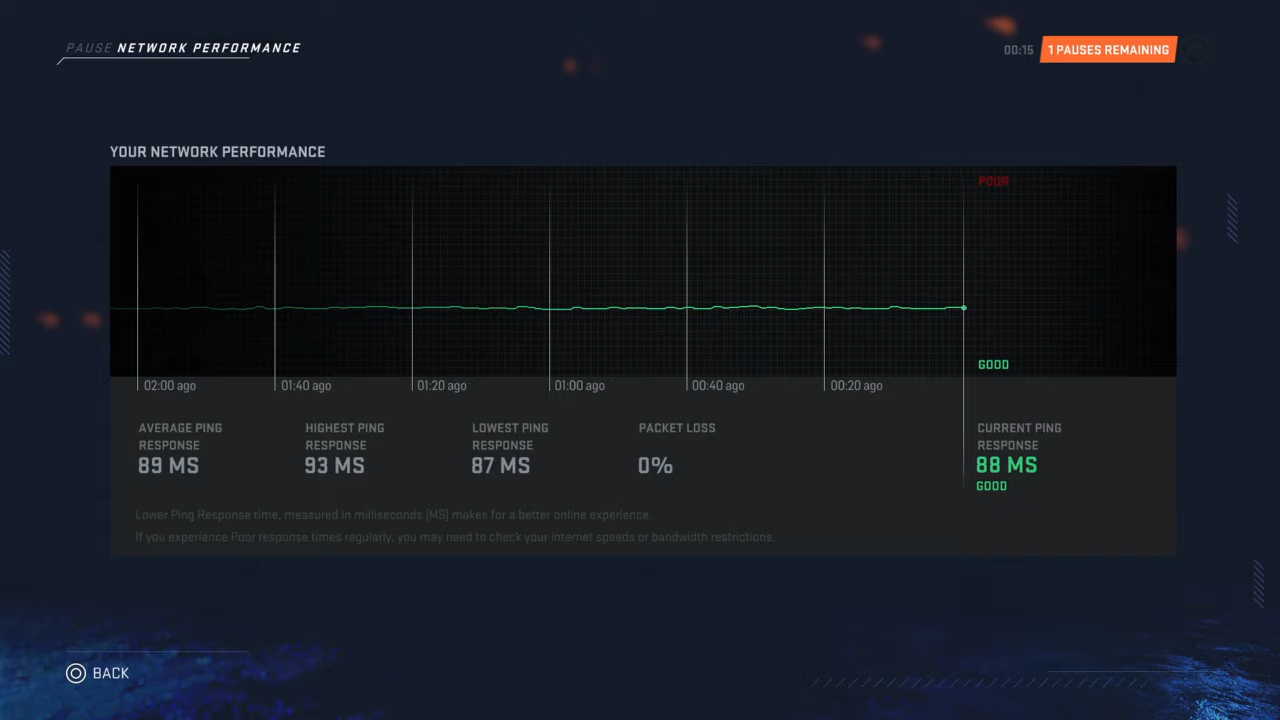 PAUSE NETWORK PERFORMANCE
00:15 1 PAUSES REMAINING
YOUR NETWORK PERFORMANCE
POOR
GOOD
02:00 ago 01:40 ago 01:20 ago 01:00 ago 00:40 ago 00:20 ago
AVERAGE PING
RESPONSE
89 MS
HIGHEST PING
RESPONSE
93 MS
LOWEST PING
RESPONSE
87 MS
PACKET LOSS
0%
CURRENT PING
RESPONSE
88 MS
GOOD
Lower Ping Response time, measured in milliseconds (MS) makes for a better online experience.
If you experience Poor response times regularly, you may need to check your internet speeds or bandwidth restrictions.
BACK